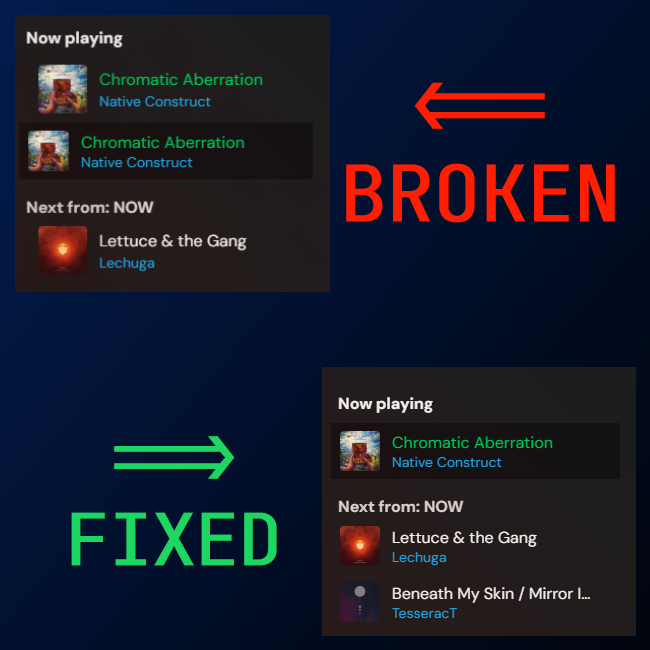 Now playing
Chromatic Aberration
Native Construct
Chromatic Aberration
Native Construct
Next from: NOW
Lettuce & the Gang
Lechuga
BROKEN
FIXED
Now playing
Chromatic Aberration
Native Construct
Next from: NOW
Lettuce & the Gang
Lechuga
Beneath My Skin / Mirror I...
TesseracT